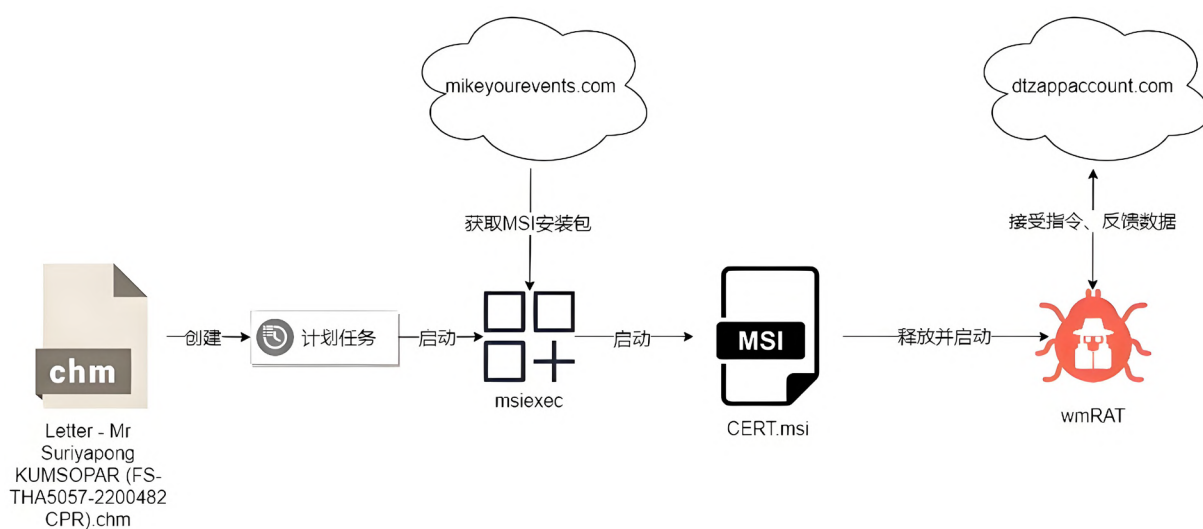 mikeyourevents.com
dtzappaccount.com
获取MSI安装包
接受指令、反馈数据
chm
创建
计划任务
启动
启动
MSI
释放并启动
msiexec
CERT.msi
wmRAT
Letter - Mr
Suriyapong
KUMSOPAR (FS-
THA5057-2200482
CPR).chm